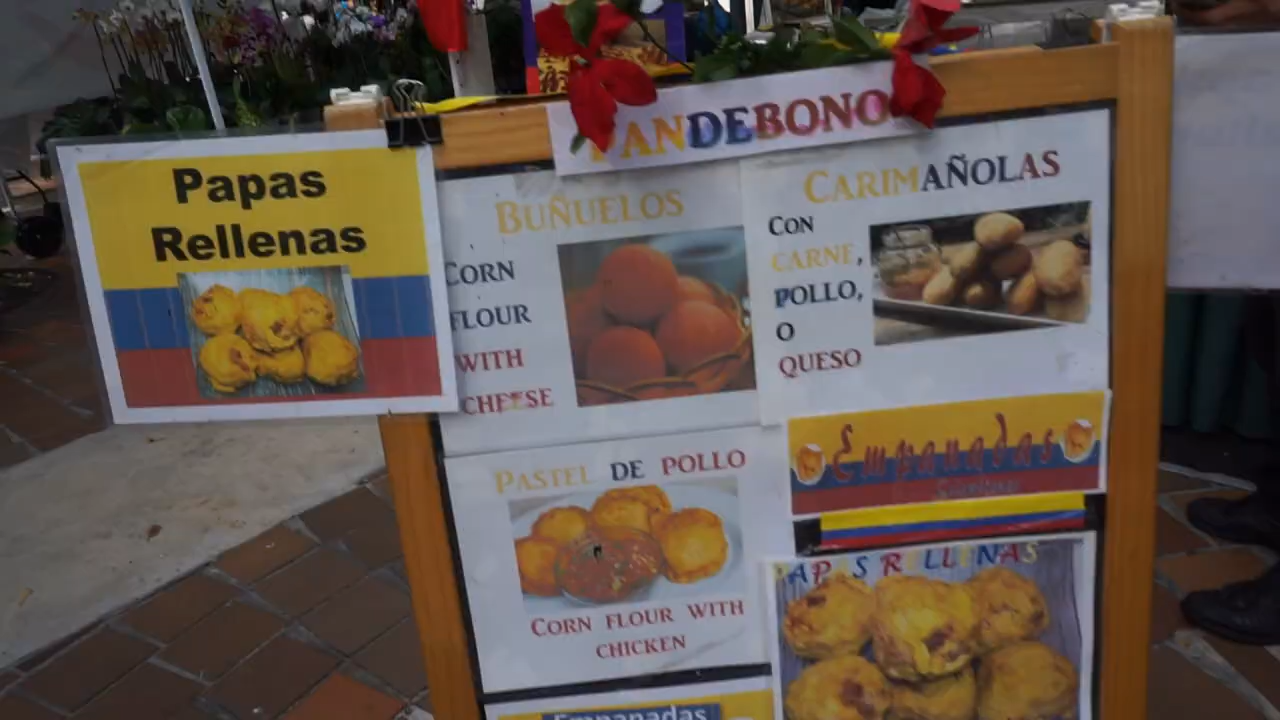 PANDEBONO
Papas
Rellenas
BUÑUELOS
CORN
FLOUR
WITH
CHEESE
CARIMAÑOLAS
CON
CARNE,
POLLO,
O
QUESO
PASTEL DE POLLO
CORN FLOUR WITH
CHICKEN
Empanadas
PAPAS RELLENAS
Empanadas